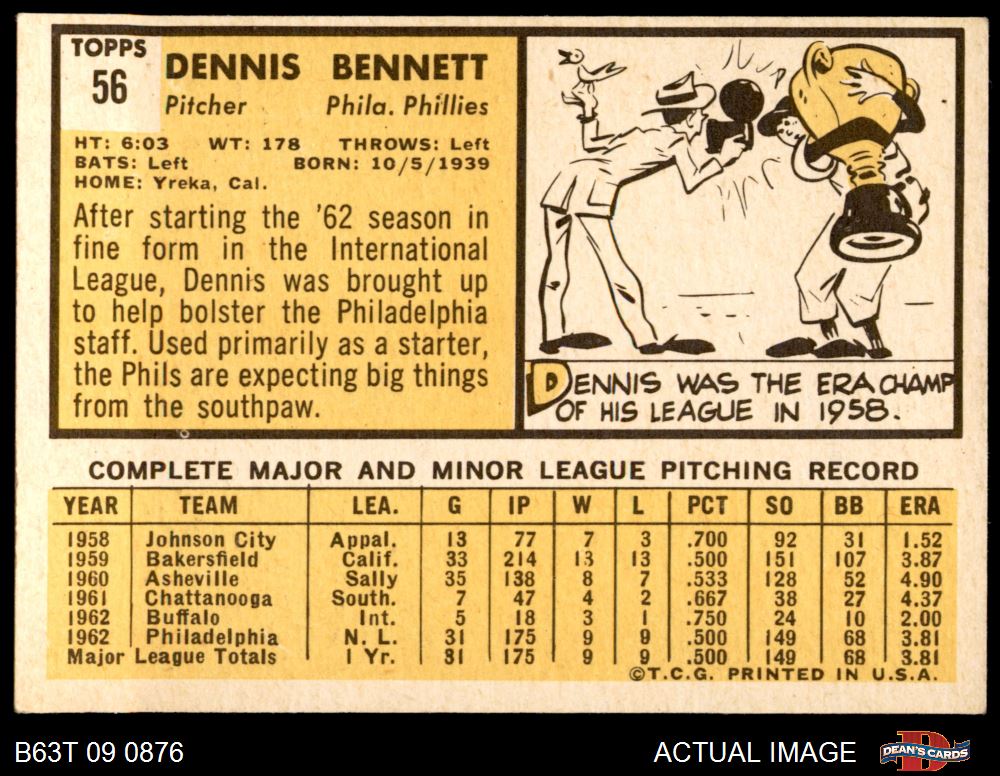 TOPPS
56
DENNIS BENNETT
Pitcher Phila. Phillies
HT: 6:03 WT: 178 THROWS: Left
BATS: Left BORN: 10/5/1939
HOME: Yreka, Cal.
After starting the '62 season in
fine form in the International
League, Dennis was brought up
to help bolster the Philadelphia
staff. Used primarily as a starter,
the Phils are expecting big things
from the southpaw.
DENNIS WAS THE ERA CHAMP
OF HIS LEAGUE IN 1958.
COMPLETE MAJOR AND MINOR LEAGUE PITCHING RECORD
YEAR TEAM LEA. G IP W L PCT SO BB ERA
1958 Johnson City Appal. 13 77 7 3 .700 92 31 1.52
1959 Bakersfield Calif. 33 214 13 13 .500 151 107 3.87
1960 Asheville Sally 35 138 8 7 .533 128 52 4.90
1961 Chattanooga South. 7 47 4 2 .667 38 27 4.37
1962 Buffalo Int. 5 18 3 1 .750 24 10 2.00
1962 Philadelphia N. L. 31 175 9 9 .500 149 68 3.81
Major League Totals 1 Yr. 31 175 9 9 .500 149 68 3.81
©T.C.G. PRINTED IN U.S.A.
B63T 09 0876 ACTUAL IMAGE DEAN'S CARDS